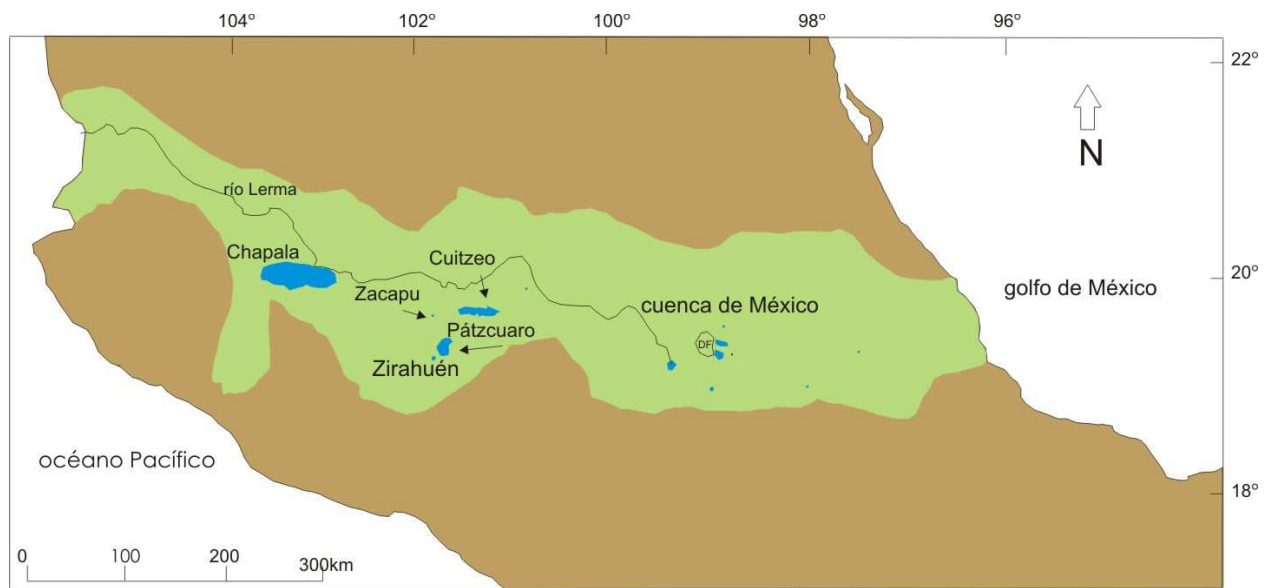 104°
102°
100°
98°
96°
22°
N
río Lerma
Chapala
Cuitzeo
20°
golfo de México
Zacapu
cuenca de México
Pátzcuaro
DF
Zirahuén
océano Pacífico
18°
0
100
200
300km